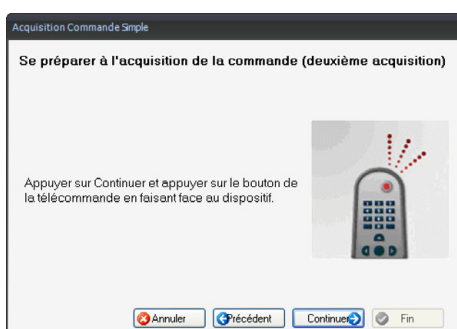 Acquisition Commande Simple
Se préparer à l'acquisition de la commande (deuxième acquisition)
Appuyer sur Continuer et appuyer sur le bouton de
la télécommande en faisant face au dispositif.
Annuler Précédent Continuer Fin